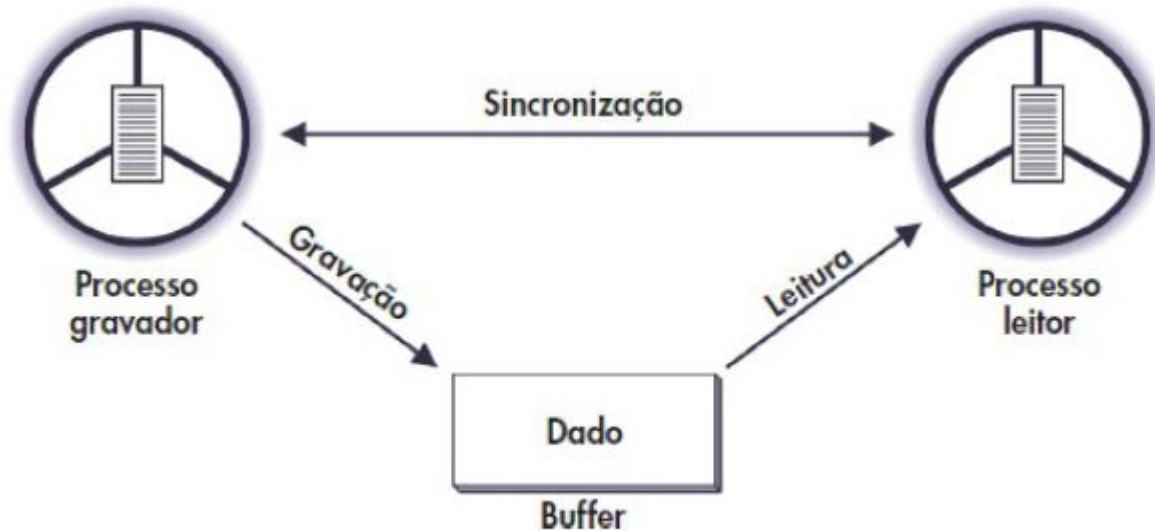 Sincronização
Gravação
Leitura
Processo
gravador
Processo
leitor
Dado
Buffer